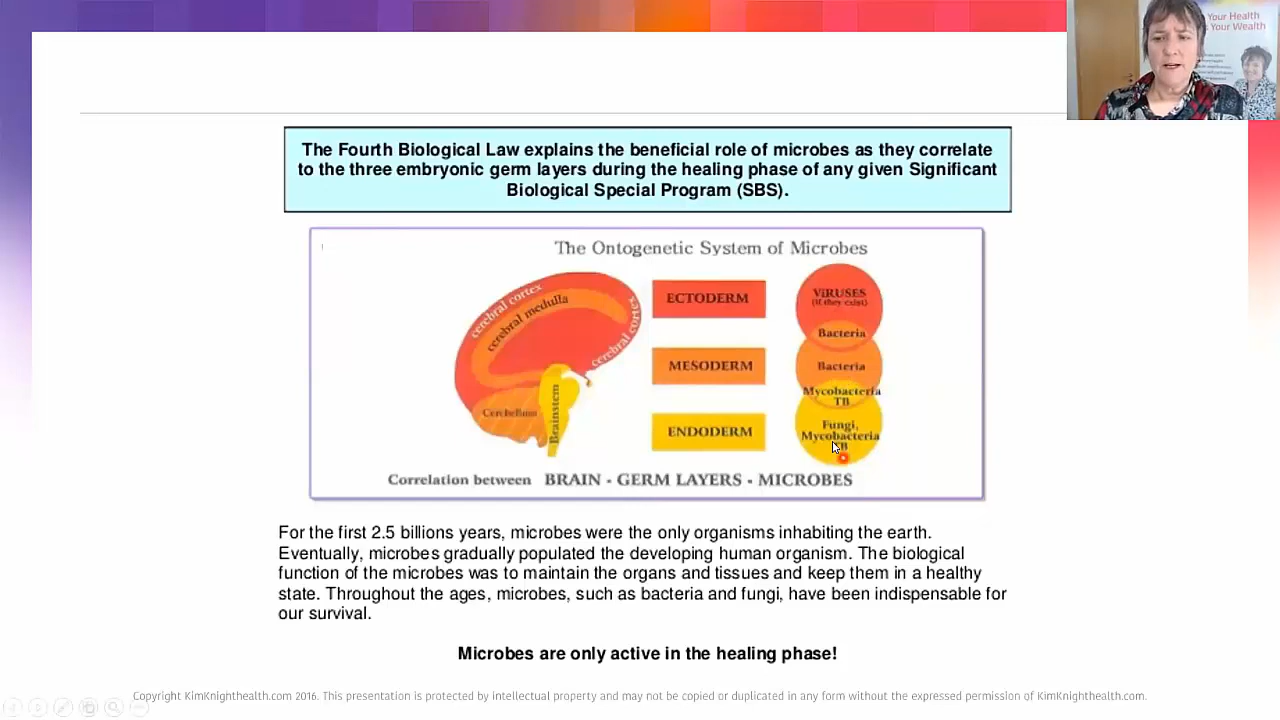 Your Health
Your Wealth
The Fourth Biological Law explains the beneficial role of microbes as they correlate
to the three embryonic germ layers during the healing phase of any given Significant
Biological Special Program (SBS).
The Ontogenetic System of Microbes
cerebral cortex
cerebral medulla
cerebral cortex
Cerebellum
Brainstem
ECTODERM
MESODERM
ENDODERM
ViRUSES
(if they exist)
Bacteria
Bacteria
Mycobacteria
TB
Fungi,
Mycobacteria
Correlation between BRAIN - GERM LAYERS - MICROBES
For the first 2.5 billions years, microbes were the only organisms inhabiting the earth.
Eventually, microbes gradually populated the developing human organism. The biological
function of the microbes was to maintain the organs and tissues and keep them in a healthy
state. Throughout the ages, microbes, such as bacteria and fungi, have been indispensable for
our survival.
Microbes are only active in the healing phase!
Copyright KimKnighthealth.com 2016. This presentation is protected by intellectual property and may not be copied or duplicated in any form without the expressed permission of KimKnighthealth.com.